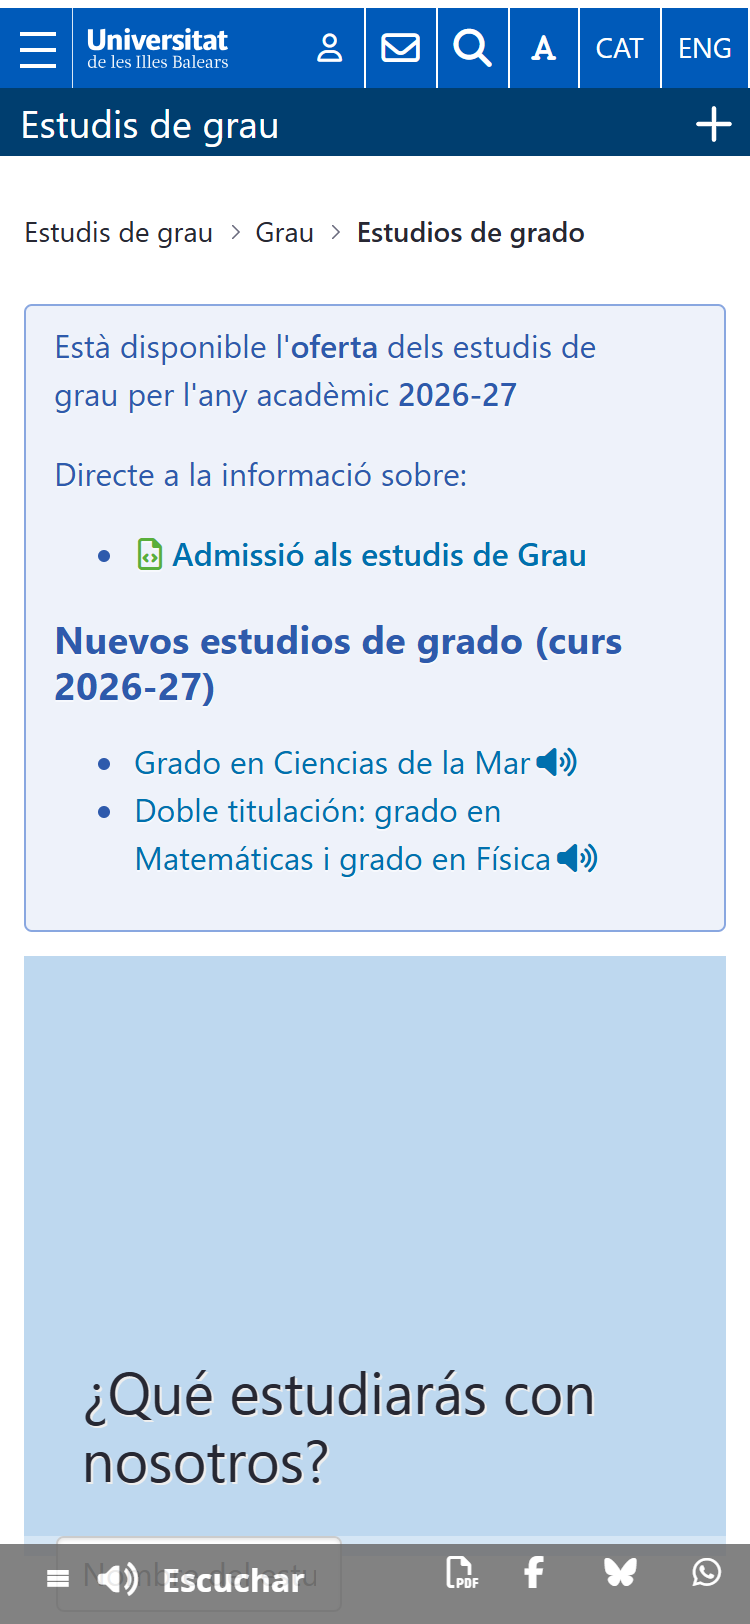 Universitat
de les Illes Balears
CAT
ENG
Estudis de grau
Estudis de grau > Grau > Estudios de grado
Està disponible l'oferta dels estudis de
grau per l'any acadèmic 2026-27
Directe a la informació sobre:
Admissió als estudis de Grau
Nuevos estudios de grado (curs
2026-27)
Grado en Ciencias de la Mar
Doble titulación: grado en
Matemáticas i grado en Física
¿Qué estudiarás con
nosotros?
Escuchar
PDF